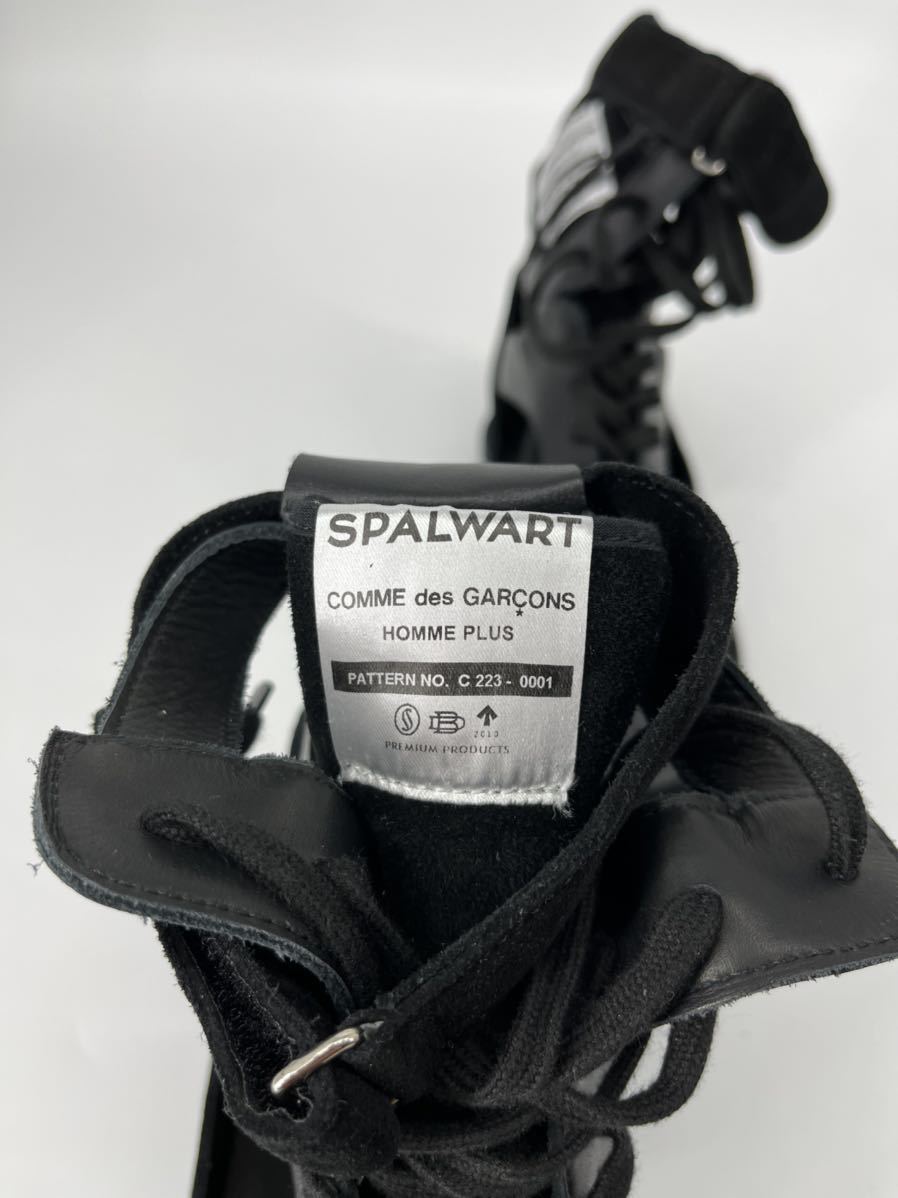 SPALWART
COMME des GARÇONS
HOMME PLUS
PATTERN NO. C 223 - 0001
2010
PREMIUM PRODUCTS